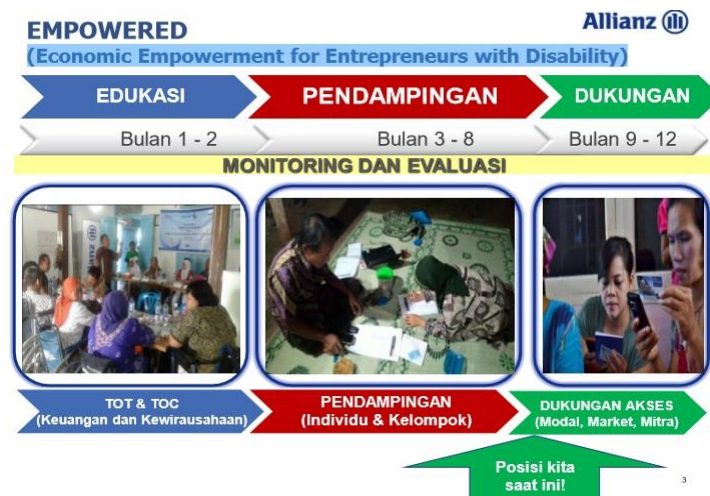 EMPOWERED
Allianz
(Economic Empowerment for Entrepreneurs with Disability)
EDUKASI
PENDAMPINGAN
DUKUNGAN
Bulan 1 - 2
Bulan 3 - 8
Bulan 9 - 12
MONITORING DAN EVALUASI
Allianz
TOT & TOC
(Keuangan dan Kewirausahaan)
PENDAMPINGAN
(Individu & Kelompok)
DUKUNGAN AKSES
(Modal, Market, Mitra)
Posisi kita
saat ini!
3